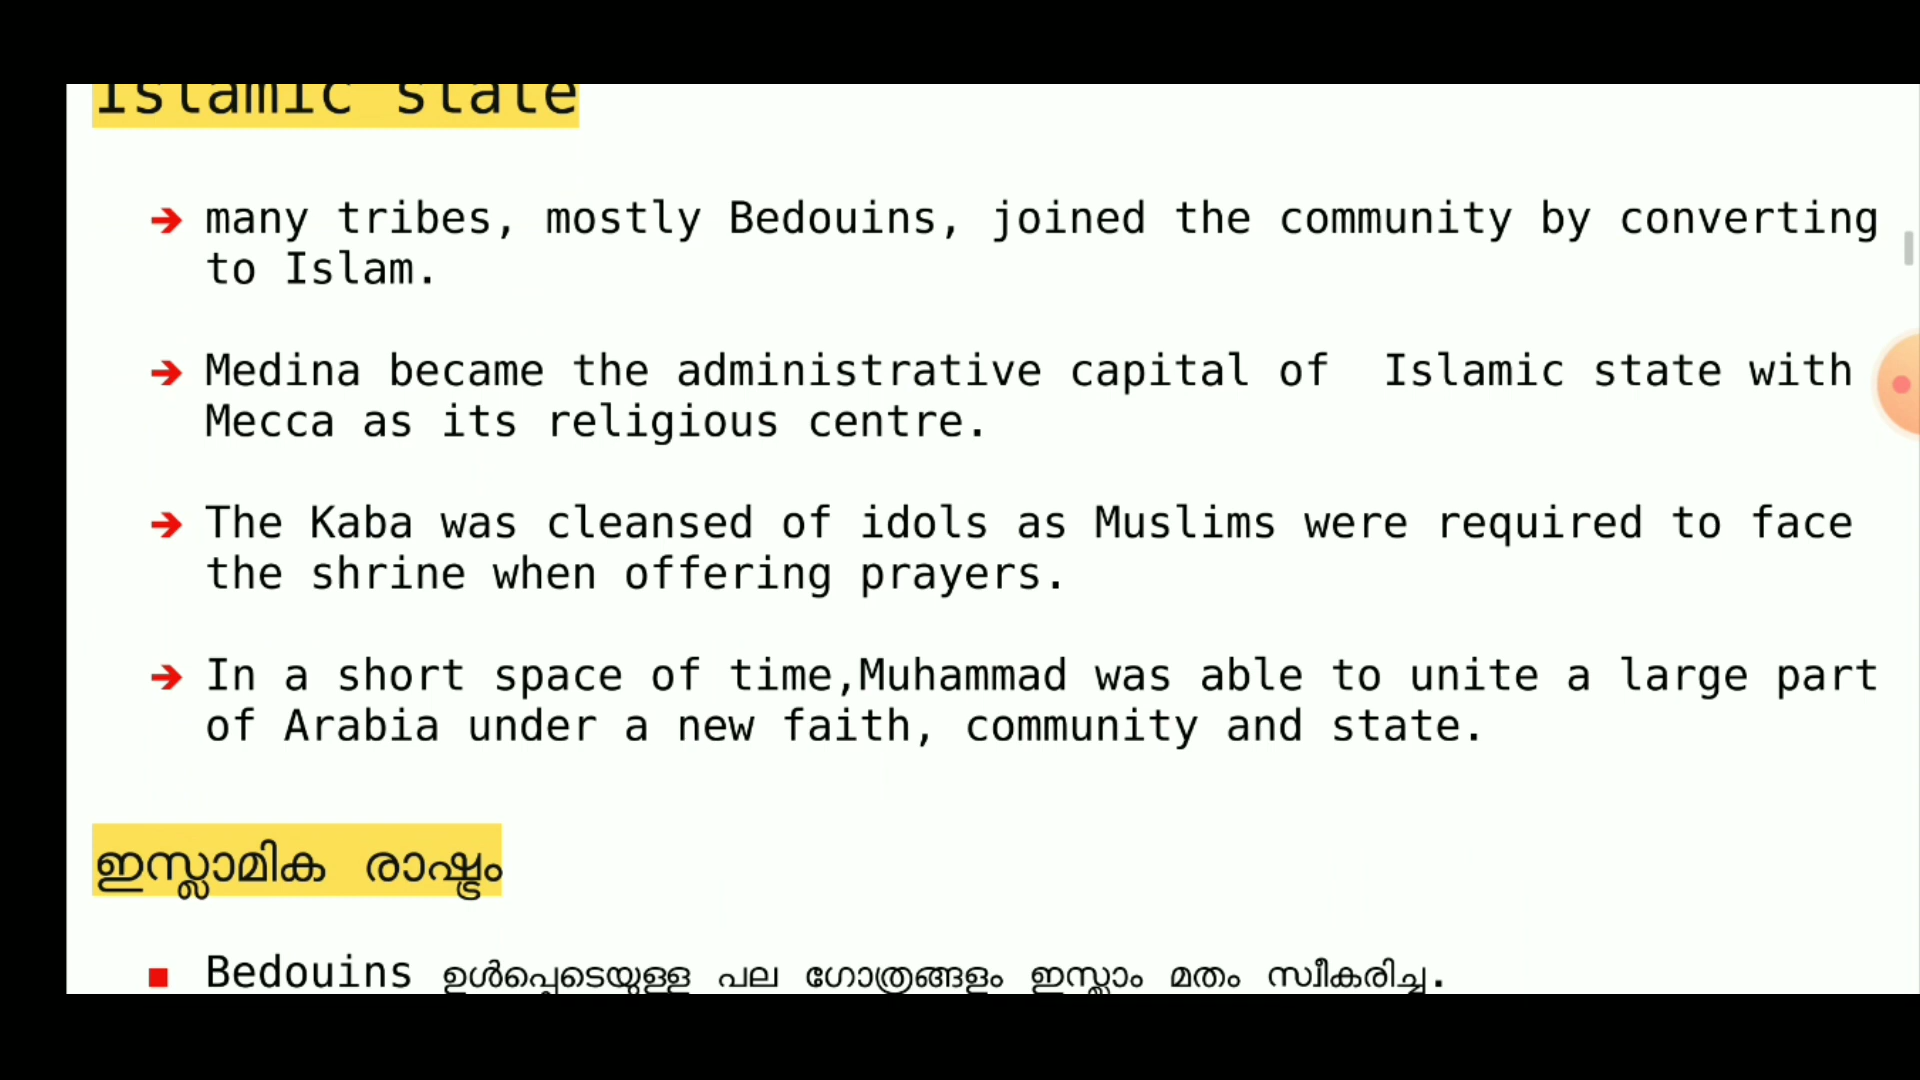 Islamic state
➔ many tribes, mostly Bedouins, joined the community by converting
to Islam.
➔ Medina became the administrative capital of  Islamic state with
Mecca as its religious centre.
➔ The Kaba was cleansed of idols as Muslims were required to face
the shrine when offering prayers.
➔ In a short space of time,Muhammad was able to unite a large part
of Arabia under a new faith, community and state.
ഇസ്ലാമിക രാഷ്ട്രം
▪ Bedouins ഉൾപ്പെടെയുള്ള പല ഗോത്രങ്ങളും ഇസ്ലാം മതം സ്വീകരിച്ചു.